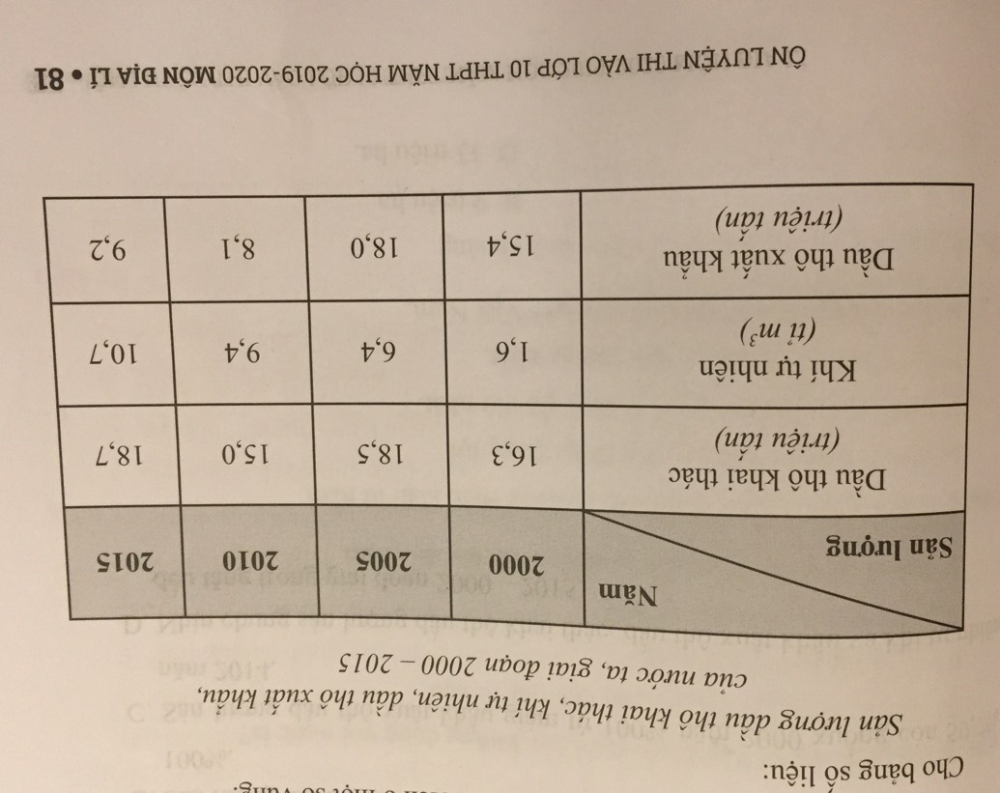 Cho bảng số liệu:
Sản lượng dầu thô khai thác, khí tự nhiên, dầu thô xuất khẩu,
của nước ta, giai đoạn 2000 – 2015
Năm
Sản lượng
2000 2005 2010 2015
Dầu thô khai thác
(triệu tấn)
16,3 18,5 15,0 18,7
Khí tự nhiên
(tỉ m³)
1,6 6,4 9,4 10,7
Dầu thô xuất khẩu
(triệu tấn)
15,4 18,0 8,1 9,2
ÔN LUYỆN THI VÀO LỚP 10 THPT NĂM HỌC 2019-2020 MÔN ĐỊA LÍ • 81